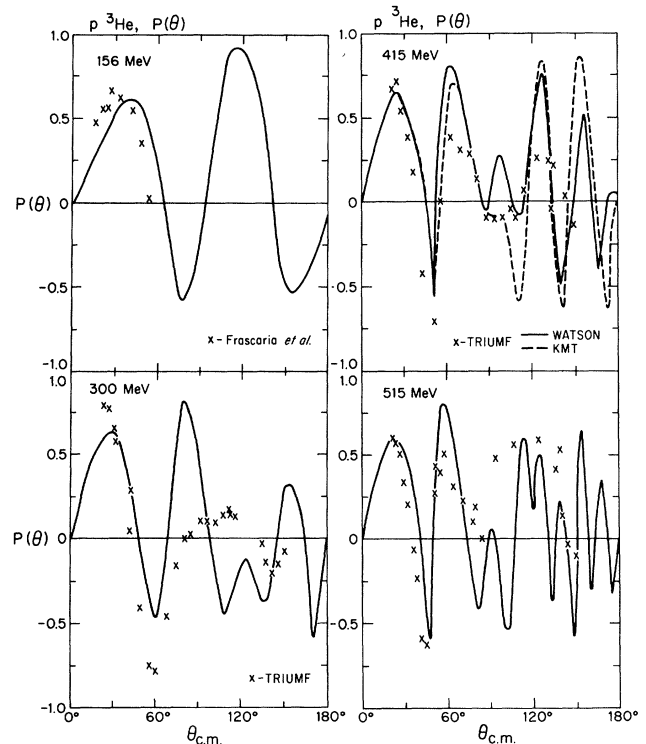 p ³He, P(θ)
p ³He, P(θ)
1.0
156 MeV
0.5
P(θ)
0
-0.5
x-Frascaria et al.
-1.0
1.0
415 MeV
0.5
0
-0.5
x-TRIUMF
WATSON
KMT
-1.0
1.0
300 MeV
0.5
P(θ)
0
-0.5
x-TRIUMF
-1.0
0°
60°
120°
180°
θc.m.
1.0
515 MeV
0.5
0
-0.5
-1.0
0°
60°
120°
180°
θc.m.